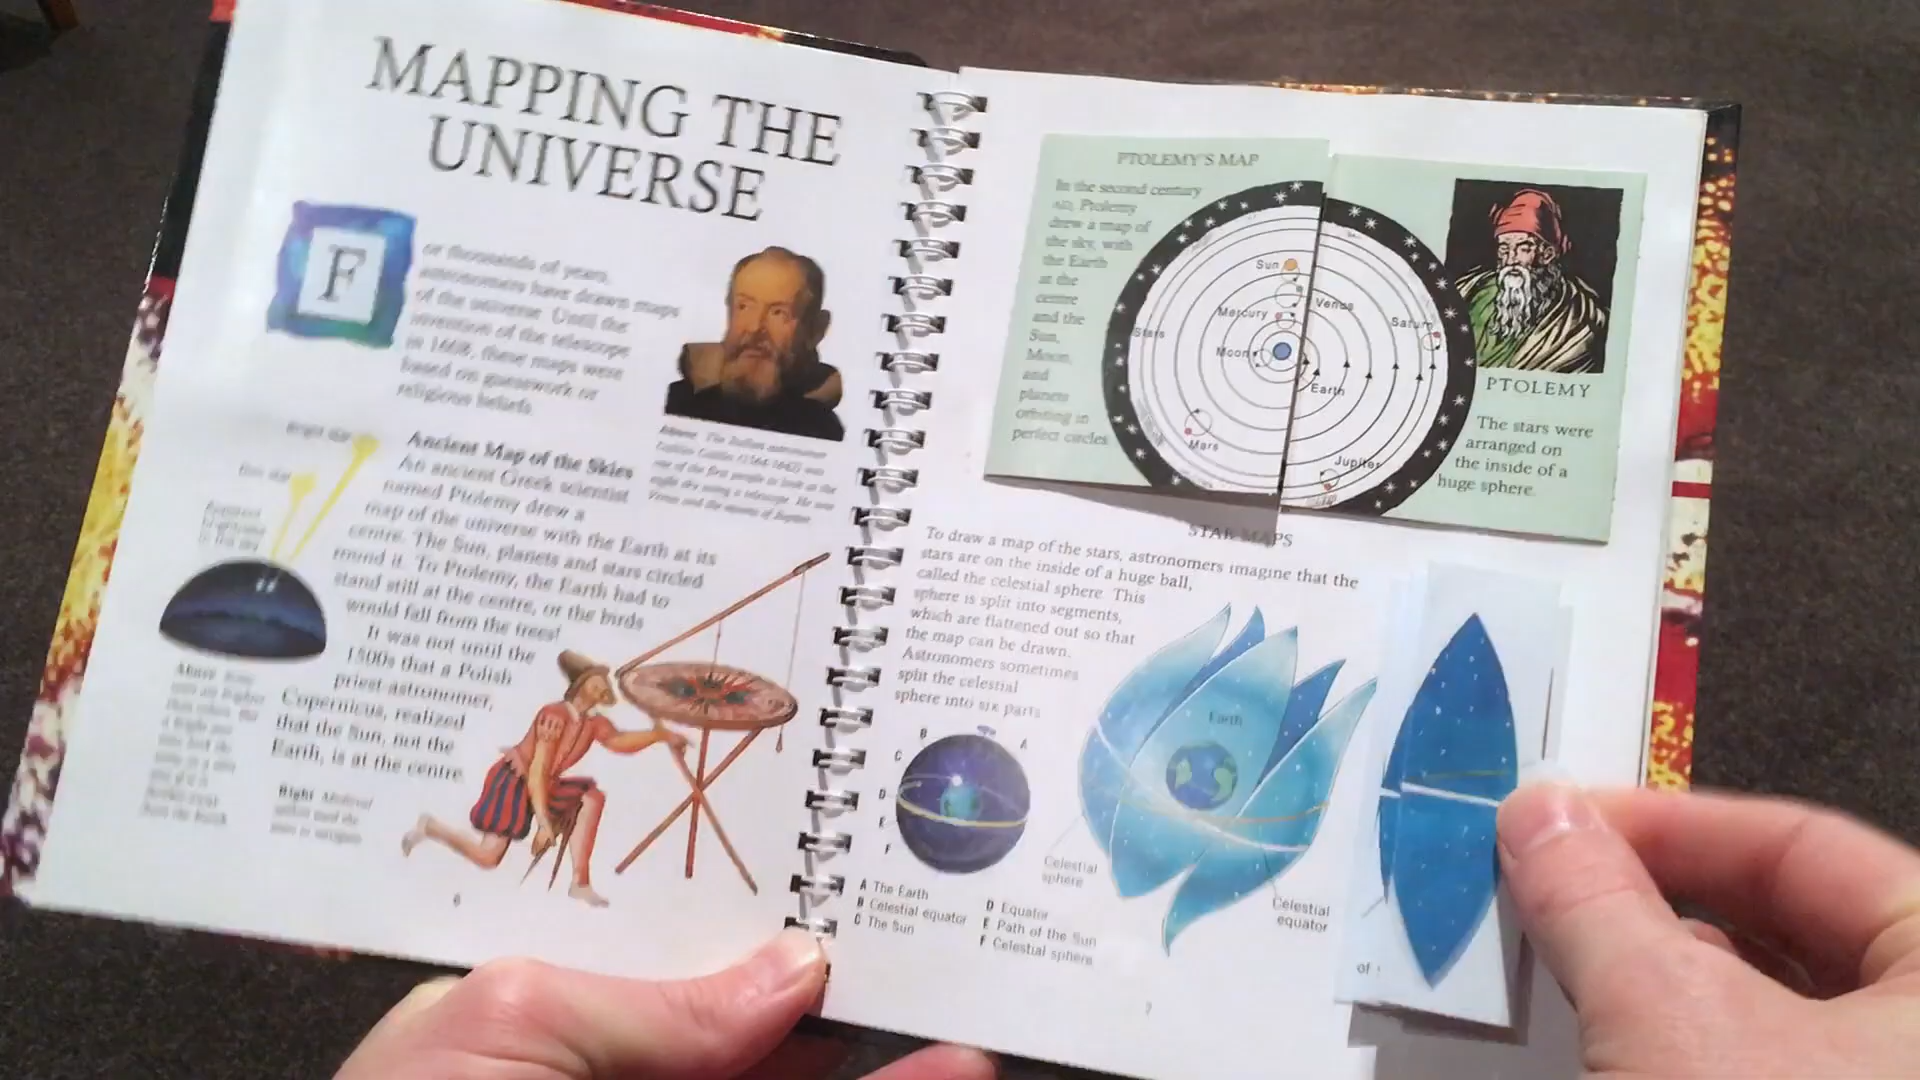 MAPPING THE
UNIVERSE
F
or thousands of years,
astronomers have drawn maps
of the universe. Until the
invention of the telescope
in 1608, these maps were
based on guesswork or
religious beliefs.
Ancient Map of the Skies
An ancient Greek scientist
named Ptolemy drew a
map of the universe with the Earth at its
centre. The Sun, planets and stars circled
round it. To Ptolemy, the Earth had to
stand still at the centre, or the birds
would fall from the trees!
It was not until the
1500s that a Polish
priest-astronomer,
Copernicus, realized
that the Sun, not the
Earth, is at the centre.
6
PTOLEMY'S MAP
In the second century
AD, Ptolemy
drew a map of
the sky, with
the Earth
at the
centre
and the
Sun,
Moon,
and
planets
orbiting in
perfect circles
Sun
Venus
Mercury
Saturn
Stars
Moon
Earth
Mars
Jupiter
PTOLEMY
The stars were
arranged on
the inside of a
huge sphere.
STAR MAPS
To draw a map of the stars, astronomers imagine that the
stars are on the inside of a huge ball,
called the celestial sphere. This
sphere is split into segments,
which are flattened out so that
the map can be drawn.
Astronomers sometimes
split the celestial
sphere into six parts
B
A
C
D
E
F
Earth
Celestial
sphere
Celestial
equator
A The Earth
B Celestial equator
C The Sun
D Equator
E Path of the Sun
F Celestial sphere
of
7